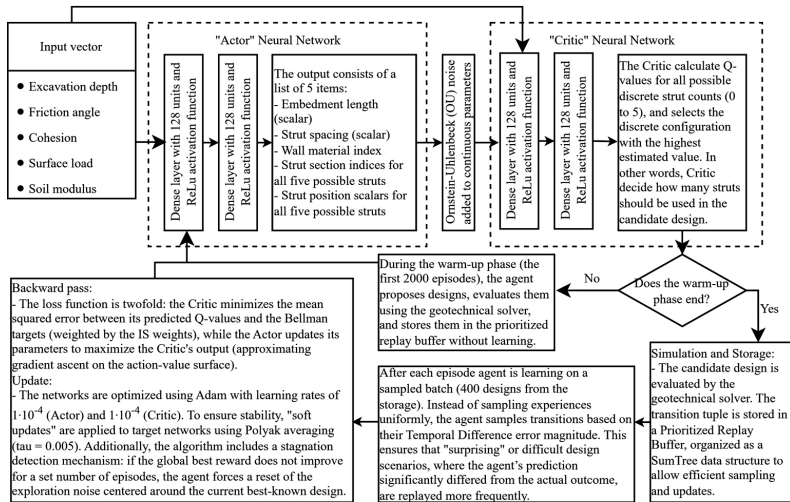 Input vector
● Excavation depth
● Friction angle
● Cohesion
● Surface load
● Soil modulus
"Actor" Neural Network
Dense layer with 128 units and
ReLu activation function
Dense layer with 128 units and
ReLu activation function
The output consists of a
list of 5 items:
- Embedment length
(scalar)
- Strut spacing (scalar)
- Wall material index
- Strut section indices for
all five possible struts
- Strut position scalars for
all five possible struts
Ornstein-Uhlenbeck (OU) noise
added to continuous parameters
"Critic" Neural Network
Dense layer with 128 units and
ReLu activation function
Dense layer with 128 units and
ReLu activation function
The Critic calculate Q-
values for all possible
discrete strut counts (0
to 5), and selects the
discrete configuration
with the highest
estimated value. In
other words, Critic
decide how many struts
should be used in the
candidate design.
Does the warm-up
phase end?
No
Yes
During the warm-up phase (the
first 2000 episodes), the agent
proposes designs, evaluates them
using the geotechnical solver,
and stores them in the prioritized
replay buffer without learning.
Simulation and Storage:
- The candidate design is
evaluated by the
geotechnical solver. The
transition tuple is stored in
a Prioritized Replay
Buffer, organized as a
SumTree data structure to
allow efficient sampling
and updates.
After each episode agent is learning on a
sampled batch (400 designs from the
storage). Instead of sampling experiences
uniformly, the agent samples transitions based on
their Temporal Difference error magnitude. This
ensures that "surprising" or difficult design
scenarios, where the agent's prediction
significantly differed from the actual outcome,
are replayed more frequently.
Backward pass:
- The loss function is twofold: the Critic minimizes the mean
squared error between its predicted Q-values and the Bellman
targets (weighted by the IS weights), while the Actor updates its
parameters to maximize the Critic's output (approximating
gradient ascent on the action-value surface).
Update:
- The networks are optimized using Adam with learning rates of
1·10⁻⁴ (Actor) and 1·10⁻⁴ (Critic). To ensure stability, "soft
updates" are applied to target networks using Polyak averaging
(tau = 0.005). Additionally, the algorithm includes a stagnation
detection mechanism: if the global best reward does not improve
for a set number of episodes, the agent forces a reset of the
exploration noise centered around the current best-known design.